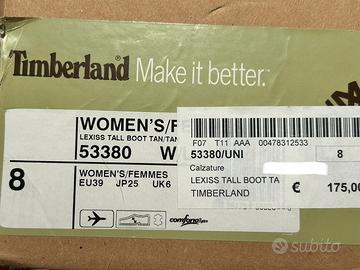 Timberland Make it better.
WOMEN'S/F
LEXISS TALL BOOT TAN/TAN
53380 W
8
WOMEN'S/FEMMES
EU39 JP25 UK6
F07 T11 AAA 00478312533
53380/UNI 8
Calzature
LEXISS TALL BOOT TA
TIMBERLAND € 175,00
subito